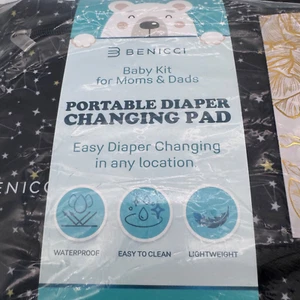 BENICCI
Baby Kit
for Moms & Dads
PORTABLE DIAPER
CHANGING PAD
Easy Diaper Changing
in any location
ENICC
WATERPROOF
EASY TO CLEAN
LIGHTWEIGHT